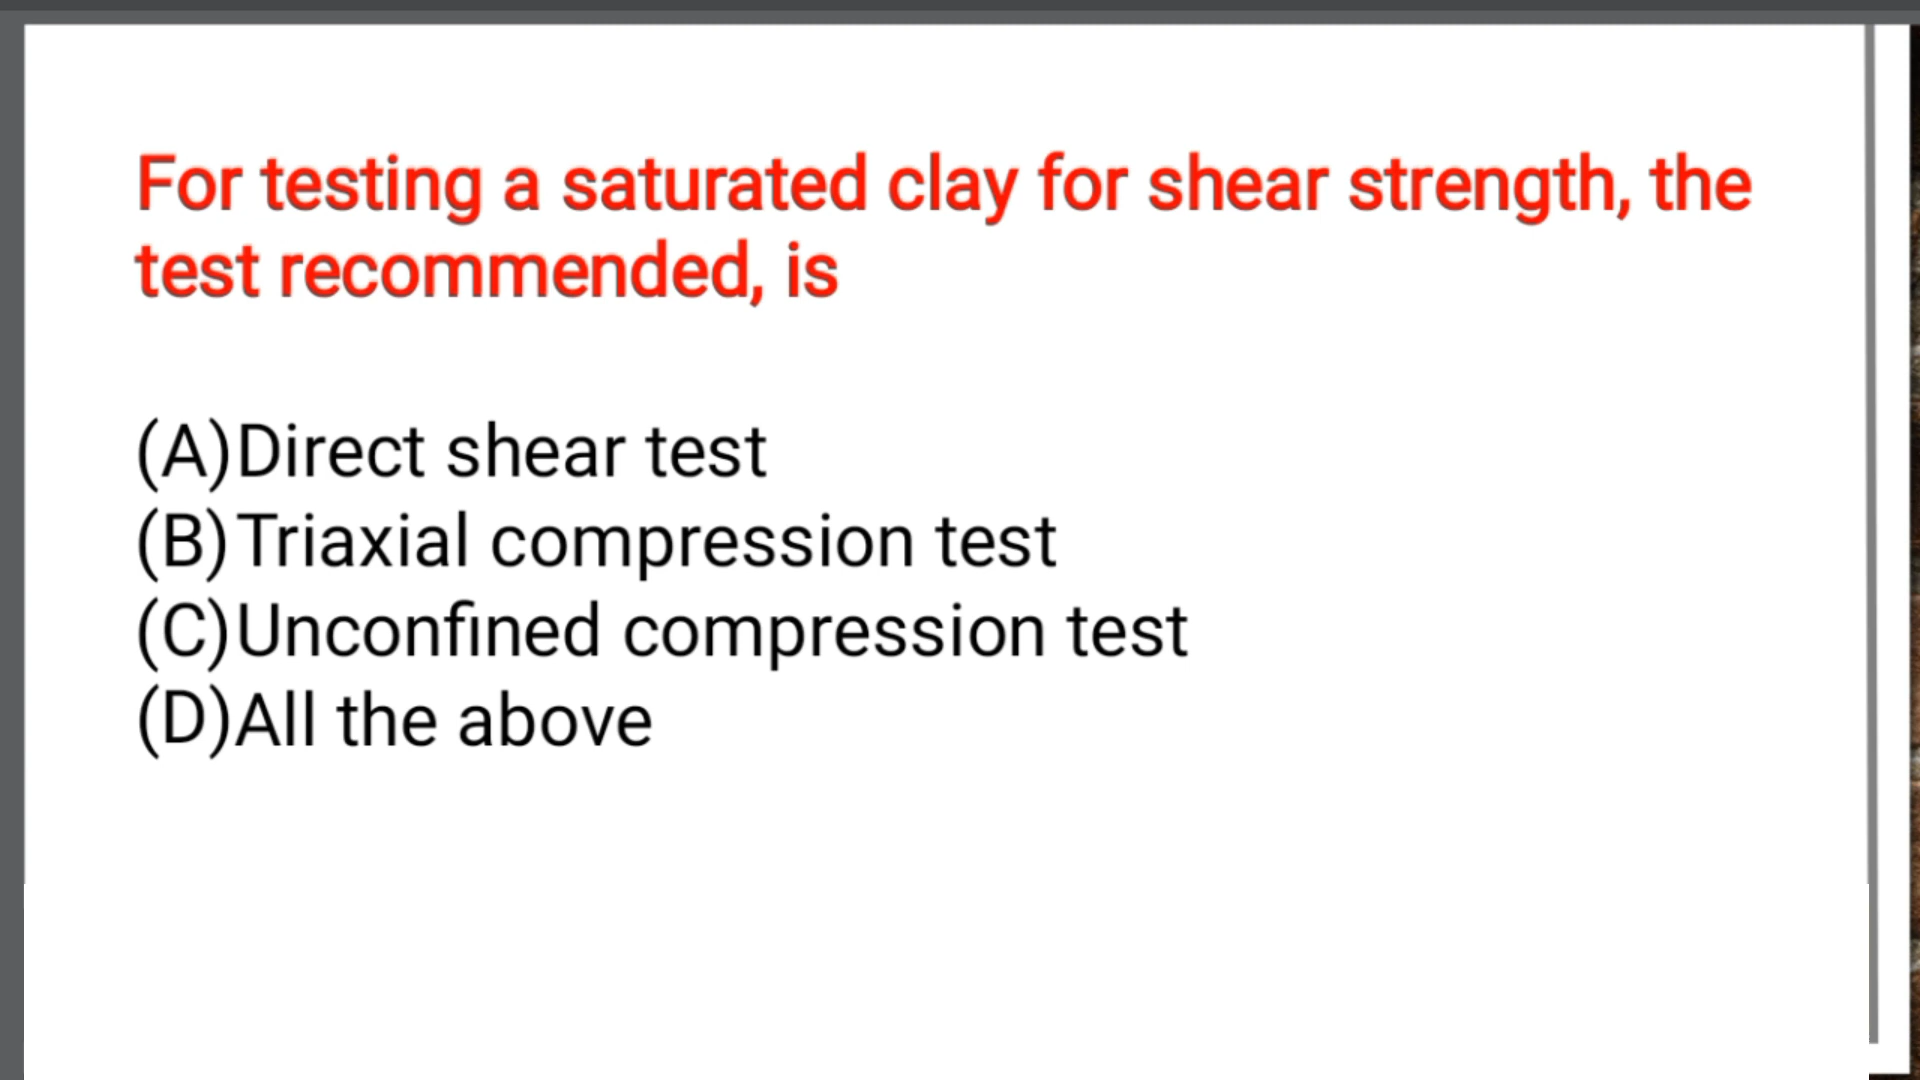 For testing a saturated clay for shear strength, the
test recommended, is
(A)Direct shear test
(B)Triaxial compression test
(C)Unconfined compression test
(D)All the above